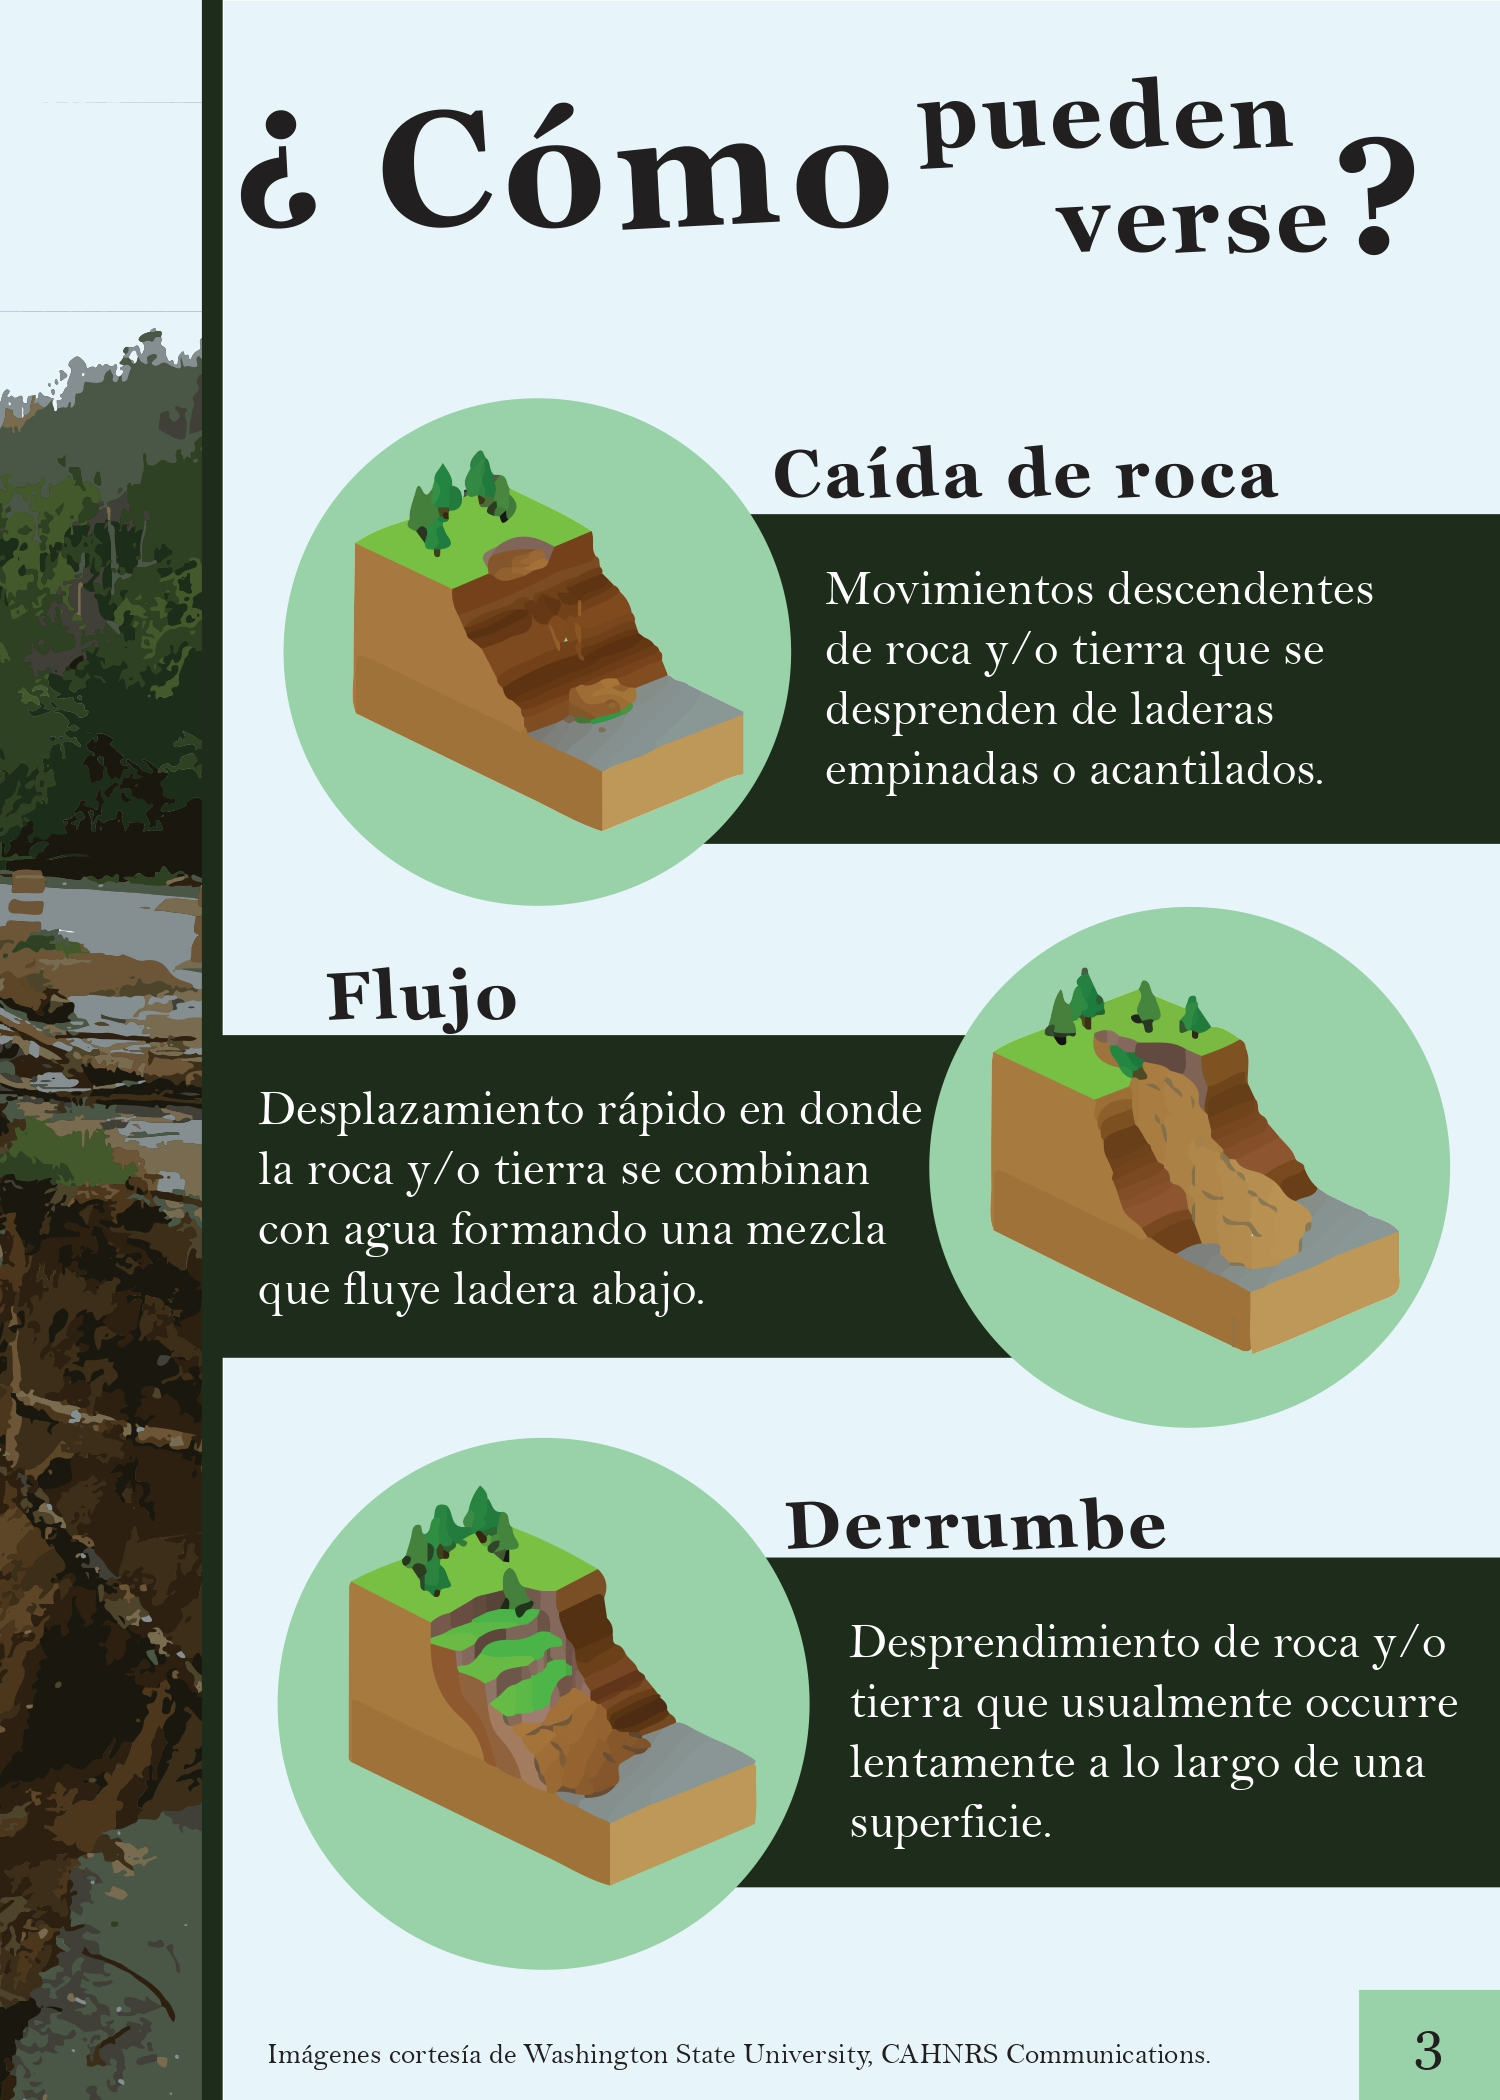 ¿ Cómo pueden verse?
Caída de roca
Movimientos descendentes
de roca y/o tierra que se
desprenden de laderas
empinadas o acantilados.
Flujo
Desplazamiento rápido en donde
la roca y/o tierra se combinan
con agua formando una mezcla
que fluye ladera abajo.
Derrumbe
Desprendimiento de roca y/o
tierra que usualmente occurre
lentamente a lo largo de una
superficie.
Imágenes cortesía de Washington State University, CAHNRS Communications.
3